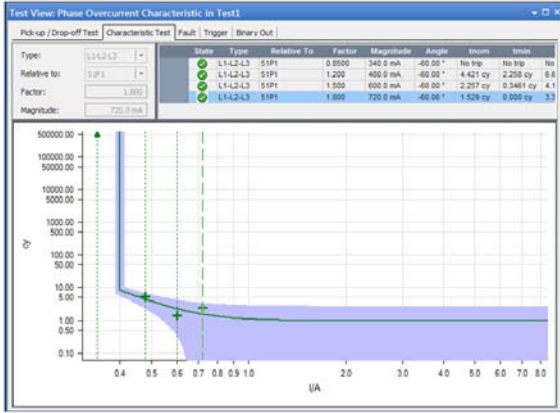 Test View: Phase Overcurrent Characteristic in Test1
Pick-up / Drop-off Test Characteristic Test Fault Trigger Binary Out
Type: L1-L2-L3
Relative to: 51P1
Factor: 1.800
Magnitude: 720.0 mA
State Type Relative To Factor Magnitude Angle tnom tmin
L1-L2-L3 51P1 0.8500 340.0 mA -60.00 ° No trip No trip No
L1-L2-L3 51P1 1.200 480.0 mA -60.00 ° 4.421 cy 2.258 cy 6.6
L1-L2-L3 51P1 1.500 600.0 mA -60.00 ° 2.257 cy 0.3461 cy 4.1
L1-L2-L3 51P1 1.800 720.0 mA -60.00 ° 1.529 cy 0.000 cy 3.3
500000.00
100000.00
50000.00
10000.00
5000.00
1000.00
500.00
100.00
50.00
10.00
5.00
1.00
0.50
0.10
cy
0.4 0.5 0.6 0.7 0.8 0.9 1.0 2.0 3.0 4.0 5.0 6.0 7.0 8.0
I/A